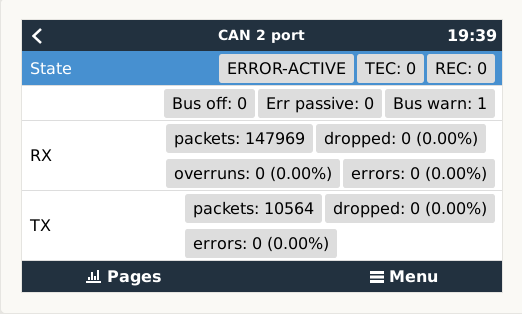 CAN 2 port 19:39
State ERROR-ACTIVE TEC: 0 REC: 0
Bus off: 0 Err passive: 0 Bus warn: 1
RX packets: 147969 dropped: 0 (0.00%)
overruns: 0 (0.00%) errors: 0 (0.00%)
TX packets: 10564 dropped: 0 (0.00%)
errors: 0 (0.00%)
Pages Menu